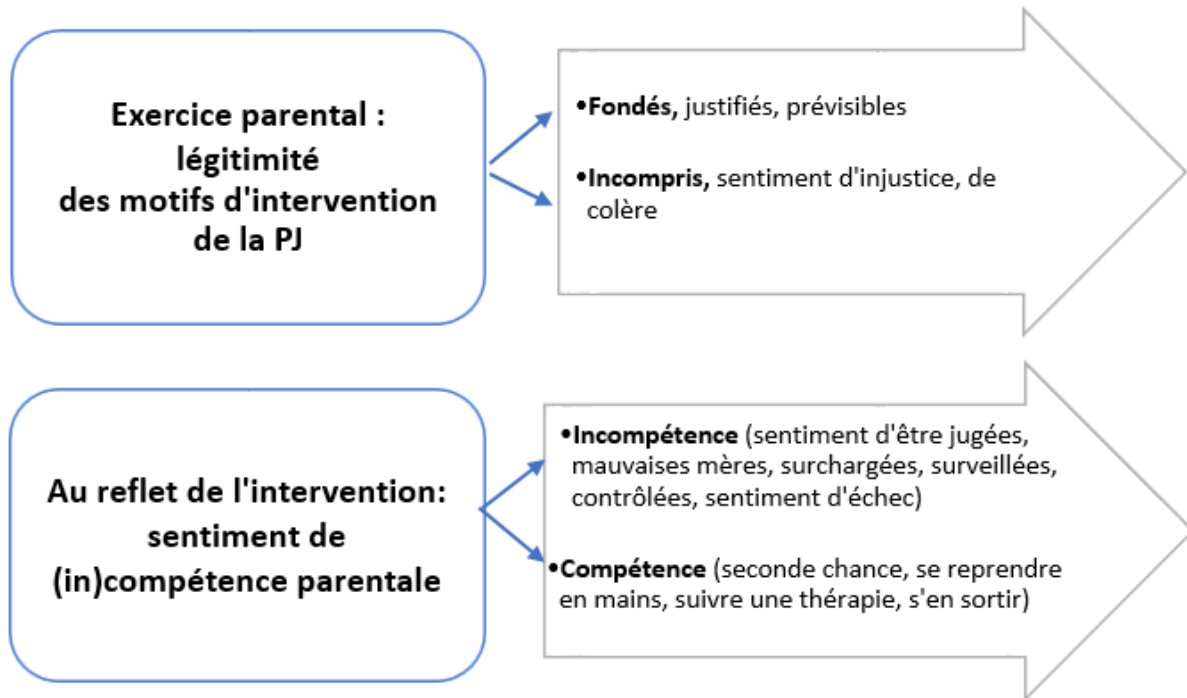 Exercice parental :
légitimité
des motifs d'intervention
de la PJ
•Fondés, justifiés, prévisibles
•Incompris, sentiment d'injustice, de
colère
Au reflet de l'intervention:
sentiment de
(in)compétence parentale
•Incompétence (sentiment d'être jugées,
mauvaises mères, surchargées, surveillées,
contrôlées, sentiment d'échec)
•Compétence (seconde chance, se reprendre
en mains, suivre une thérapie, s'en sortir)